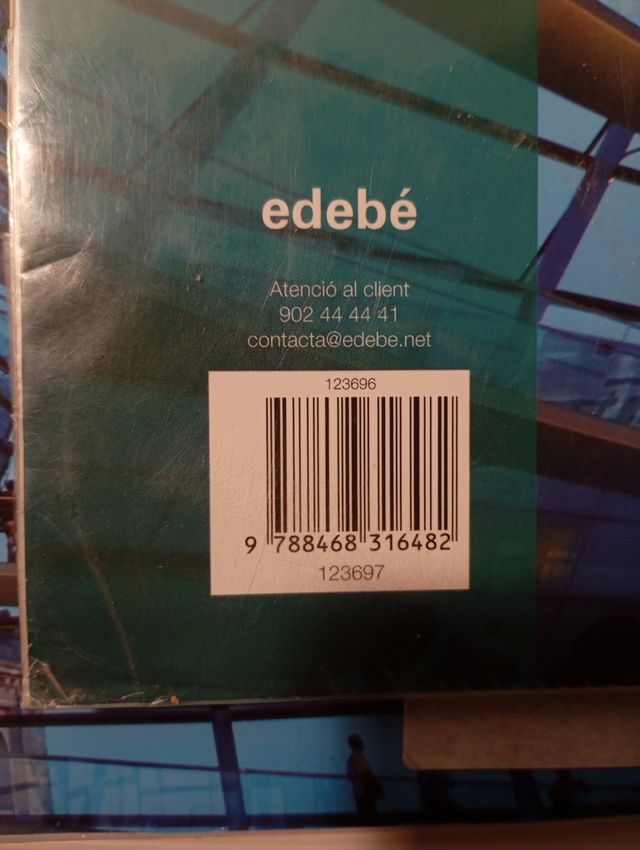 edebé
Atenció al client
902 44 44 41
contacta@edebe.net
123696
9 788468 316482
123697